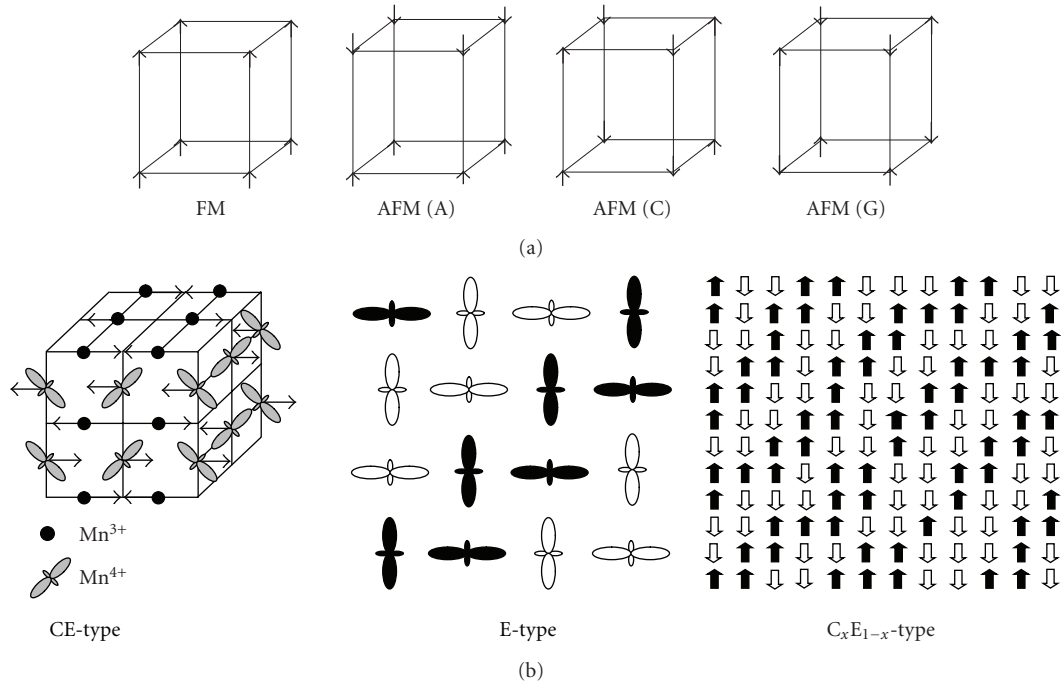 FM
AFM (A)
AFM (C)
AFM (G)
(a)
Mn³⁺
Mn⁴⁺
CE-type
E-type
CₓE₁₋ₓ-type
(b)